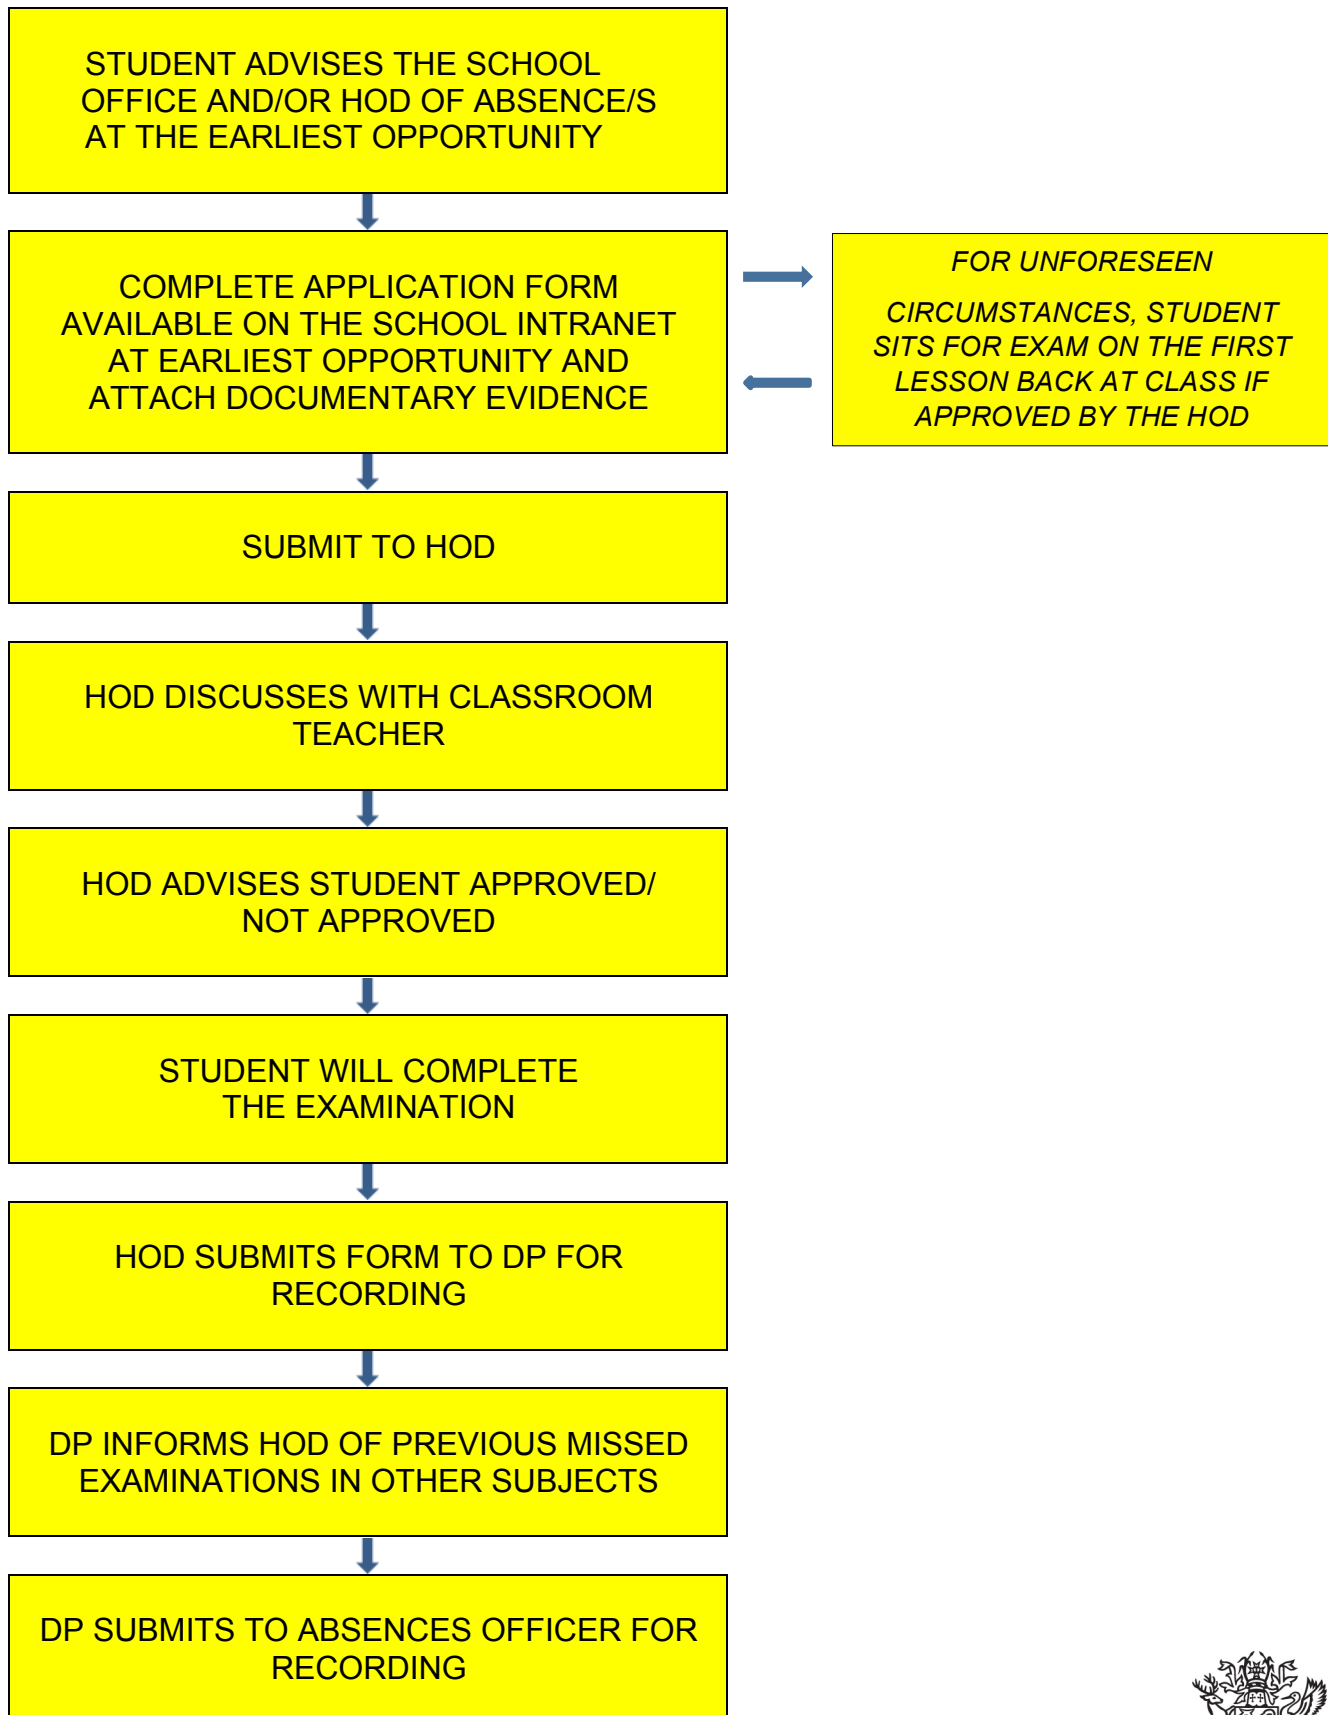 STUDENT ADVISES THE SCHOOL
OFFICE AND/OR HOD OF ABSENCE/S
AT THE EARLIEST OPPORTUNITY
COMPLETE APPLICATION FORM
AVAILABLE ON THE SCHOOL INTRANET
AT EARLIEST OPPORTUNITY AND
ATTACH DOCUMENTARY EVIDENCE
FOR UNFORESEEN
CIRCUMSTANCES, STUDENT
SITS FOR EXAM ON THE FIRST
LESSON BACK AT CLASS IF
APPROVED BY THE HOD
SUBMIT TO HOD
HOD DISCUSSES WITH CLASSROOM
TEACHER
HOD ADVISES STUDENT APPROVED/
NOT APPROVED
STUDENT WILL COMPLETE
THE EXAMINATION
HOD SUBMITS FORM TO DP FOR
RECORDING
DP INFORMS HOD OF PREVIOUS MISSED
EXAMINATIONS IN OTHER SUBJECTS
DP SUBMITS TO ABSENCES OFFICER FOR
RECORDING